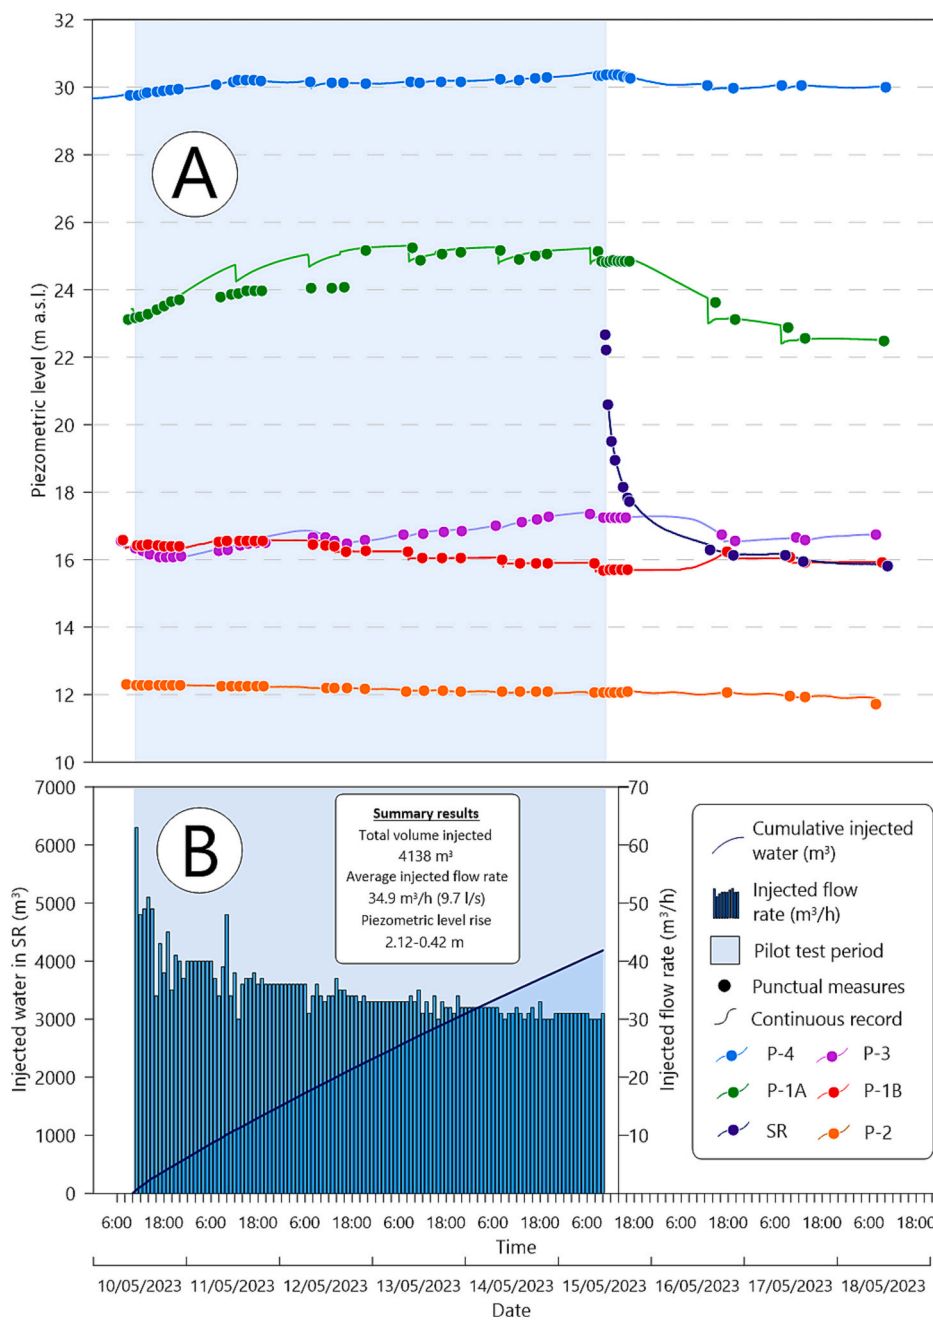 32
30
28
26
24
22
20
18
16
14
12
10
Piezometric level (m a.s.l.)
A
7000
6000
5000
4000
3000
2000
1000
0
Injected water in SR (m³)
B
Summary results
Total volume injected
4138 m³
Average injected flow rate
34.9 m³/h (9.7 l/s)
Piezometric level rise
2.12-0.42 m
70
60
50
40
30
20
10
Injected flow rate (m³/h)
Cumulative injected
water (m³)
Injected flow
rate (m³/h)
Pilot test period
Punctual measures
Continuous record
P-4 P-3
P-1A P-1B
SR P-2
6:00 18:00 6:00 18:00 6:00 18:00 6:00 18:00 6:00 18:00 6:00 18:00 6:00 18:00 6:00 18:00 6:00 18:00
Time
10/05/2023 11/05/2023 12/05/2023 13/05/2023 14/05/2023 15/05/2023 16/05/2023 17/05/2023 18/05/2023
Date